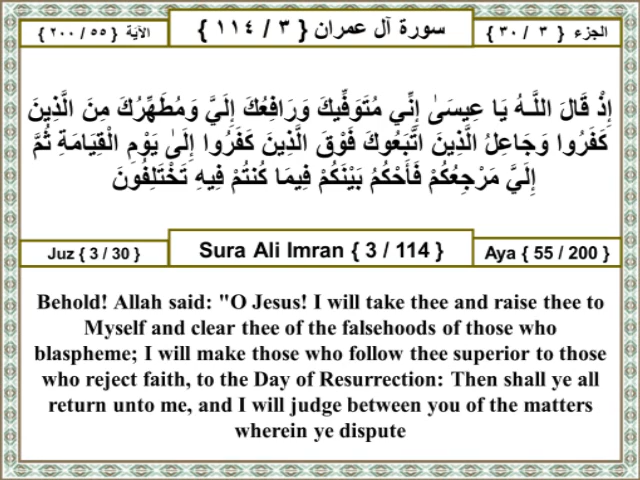 الآية { ٥٥ / ٢٠٠ }
سورة آل عمران { ٣ / ١١٤ }
الجزء { ٣ / ٣٠ }
إِذْ قَالَ اللَّـهُ يَا عِيسَىٰ إِنِّي مُتَوَفِّيكَ وَرَافِعُكَ إِلَيَّ وَمُطَهِّرُكَ مِنَ الَّذِينَ
كَفَرُوا وَجَاعِلُ الَّذِينَ اتَّبَعُوكَ فَوْقَ الَّذِينَ كَفَرُوا إِلَىٰ يَوْمِ الْقِيَامَةِ ثُمَّ
إِلَيَّ مَرْجِعُكُمْ فَأَحْكُمُ بَيْنَكُمْ فِيمَا كُنتُمْ فِيهِ تَخْتَلِفُونَ
Juz { 3 / 30 }
Sura Ali Imran { 3 / 114 }
Aya { 55 / 200 }
Behold! Allah said: "O Jesus! I will take thee and raise thee to
Myself and clear thee of the falsehoods of those who
blaspheme; I will make those who follow thee superior to those
who reject faith, to the Day of Resurrection: Then shall ye all
return unto me, and I will judge between you of the matters
wherein ye dispute